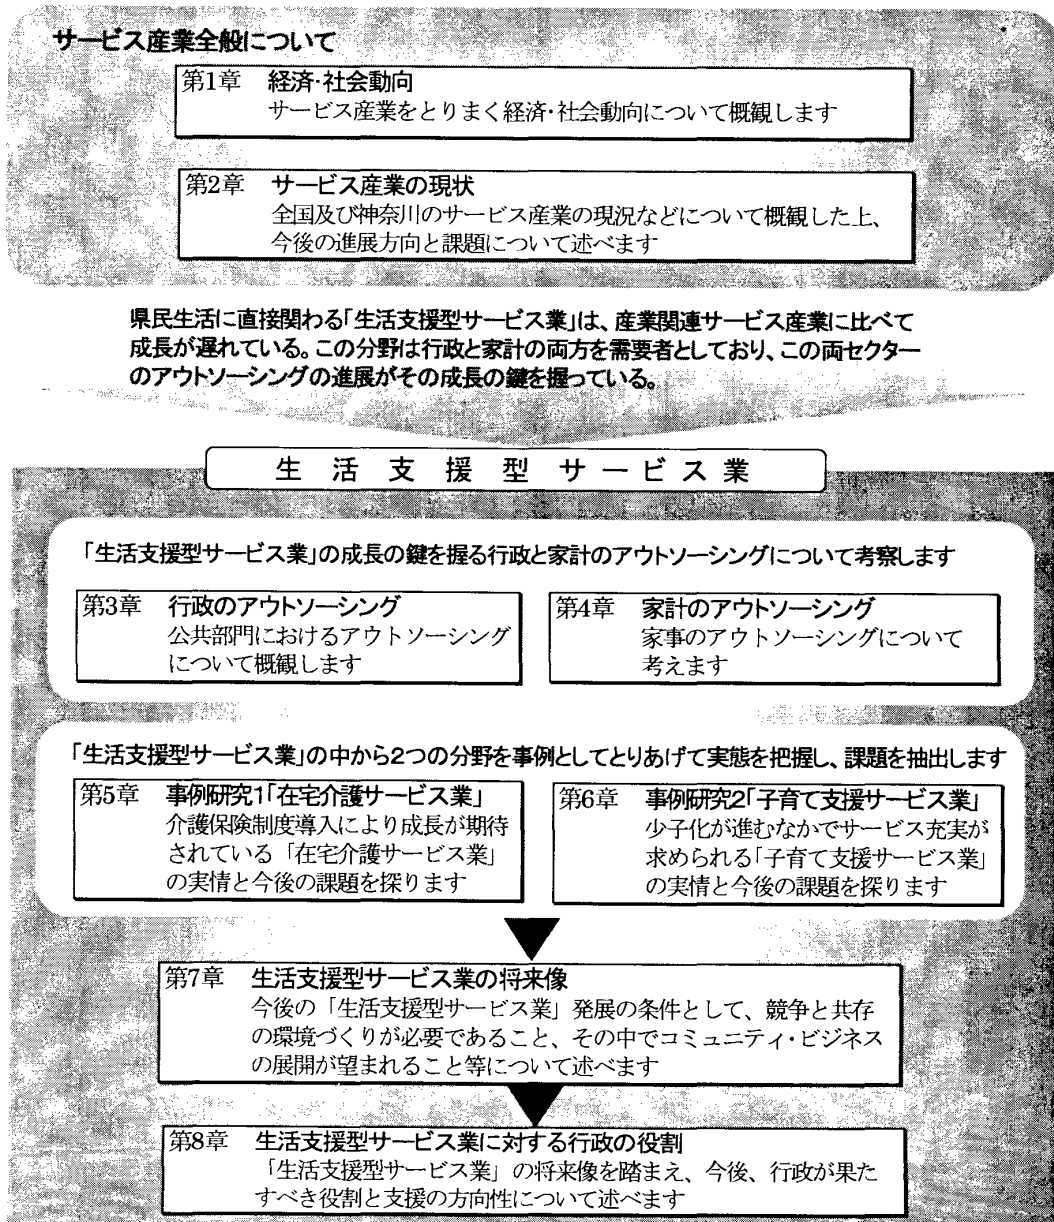 サービス産業全般について
第1章 経済・社会動向
サービス産業をとりまく経済・社会動向について概観します
第2章 サービス産業の現状
全国及び神奈川のサービス産業の現況などについて概観した上、
今後の進展方向と課題について述べます
県民生活に直接関わる「生活支援型サービス業」は、産業関連サービス産業に比べて
成長が遅れている。この分野は行政と家計の両方を需要者としており、この両セクター
のアウトソーシングの進展がその成長の鍵を握っている。
生活支援型サービス業
「生活支援型サービス業」の成長の鍵を握る行政と家計のアウトソーシングについて考察します
第3章 行政のアウトソーシング
公共部門におけるアウトソーシング
について概観します
第4章 家計のアウトソーシング
家事のアウトソーシングについて
考えます
「生活支援型サービス業」の中から2つの分野を事例としてとりあげて実態を把握し、課題を抽出します
第5章 事例研究1「在宅介護サービス業」
介護保険制度導入により成長が期待
されている「在宅介護サービス業」
の実情と今後の課題を探ります
第6章 事例研究2「子育て支援サービス業」
少子化が進むなかでサービス充実が
求められる「子育て支援サービス業」
の実情と今後の課題を探ります
第7章 生活支援型サービス業の将来像
今後の「生活支援型サービス業」発展の条件として、競争と共存
の環境づくりが必要であること、その中でコミュニティ・ビジネス
の展開が望まれること等について述べます
第8章 生活支援型サービス業に対する行政の役割
「生活支援型サービス業」の将来像を踏まえ、今後、行政が果た
すべき役割と支援の方向性について述べます